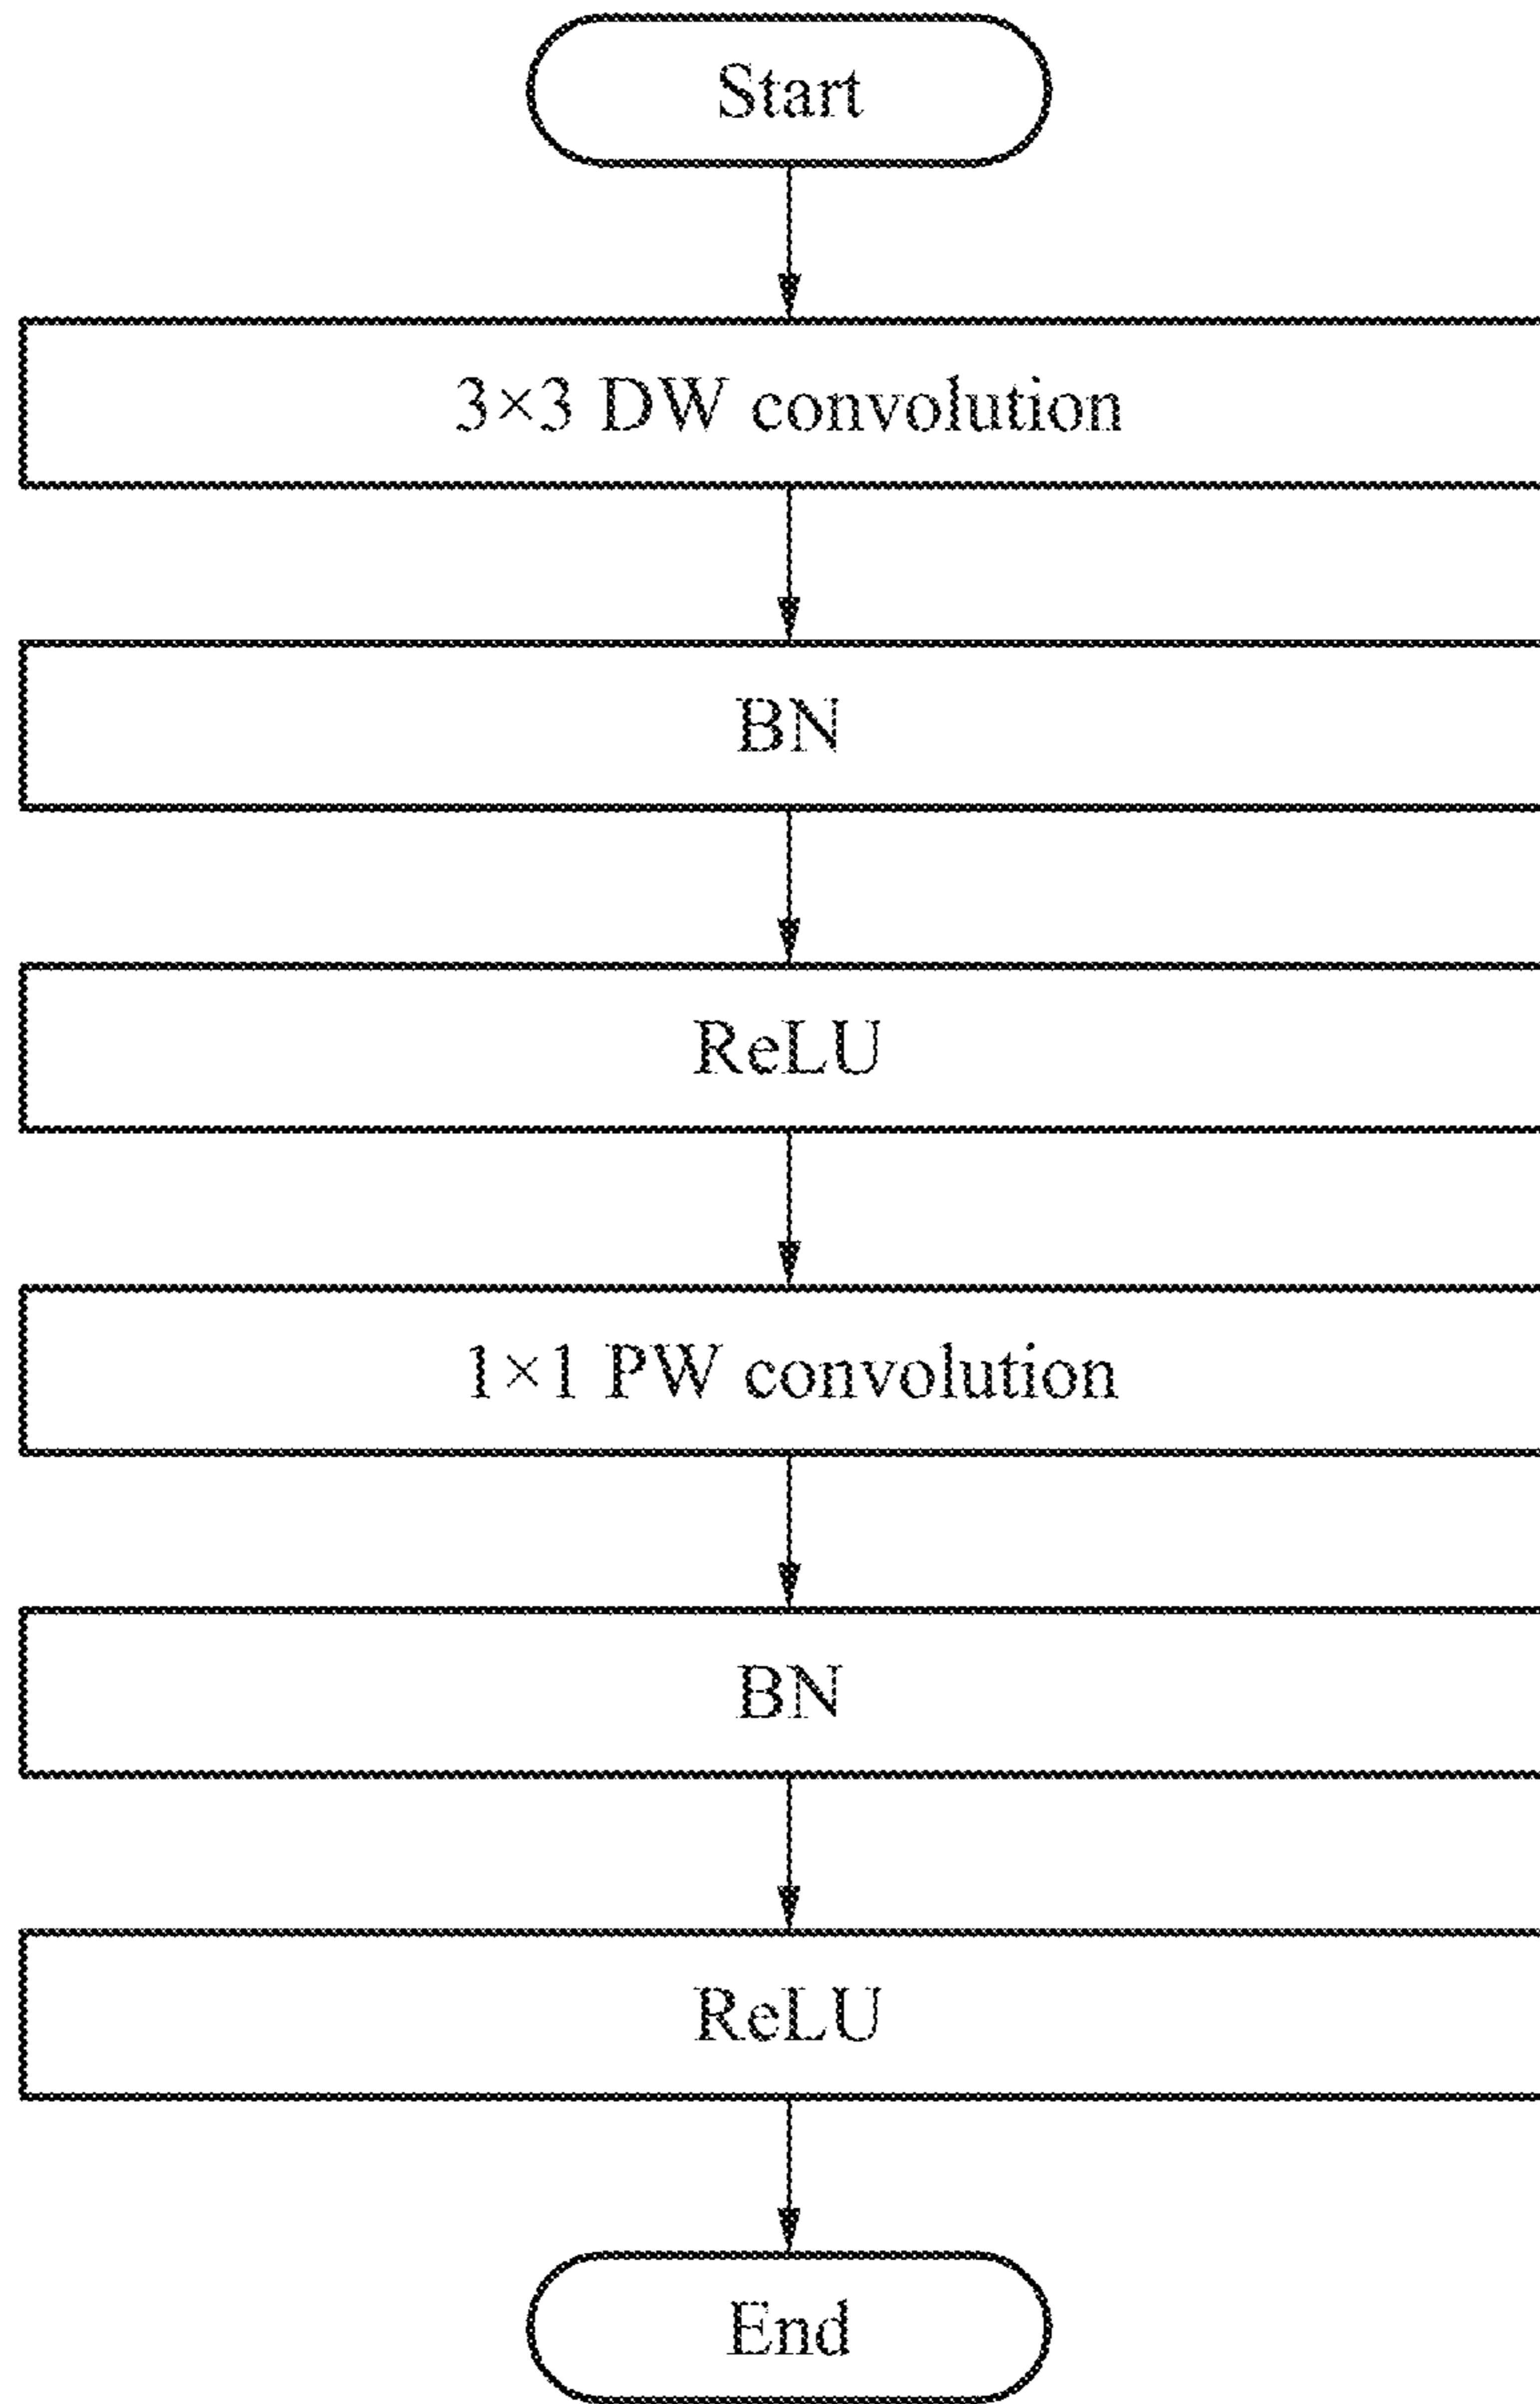 Start
3×3 DW convolution
BN
ReLU
1×1 PW convolution
BN
ReLU
End